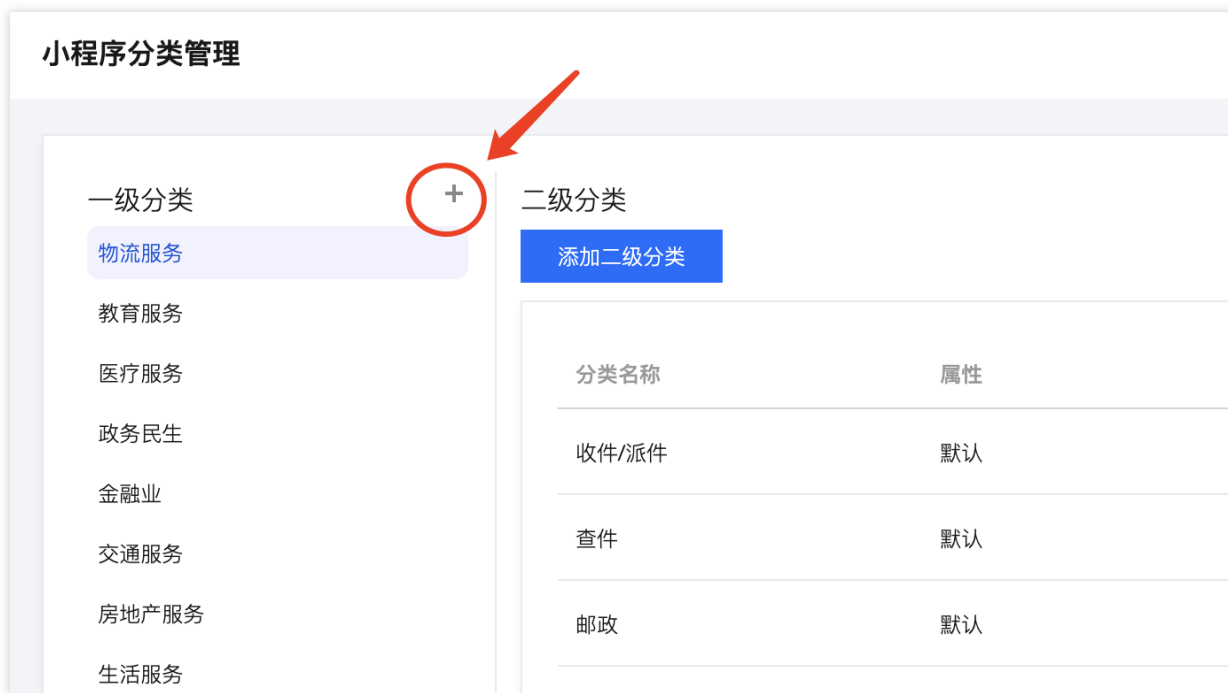 小程序分类管理
一级分类 +
物流服务
教育服务
医疗服务
政务民生
金融业
交通服务
房地产服务
生活服务
二级分类
添加二级分类
分类名称 属性
收件/派件 默认
查件 默认
邮政 默认